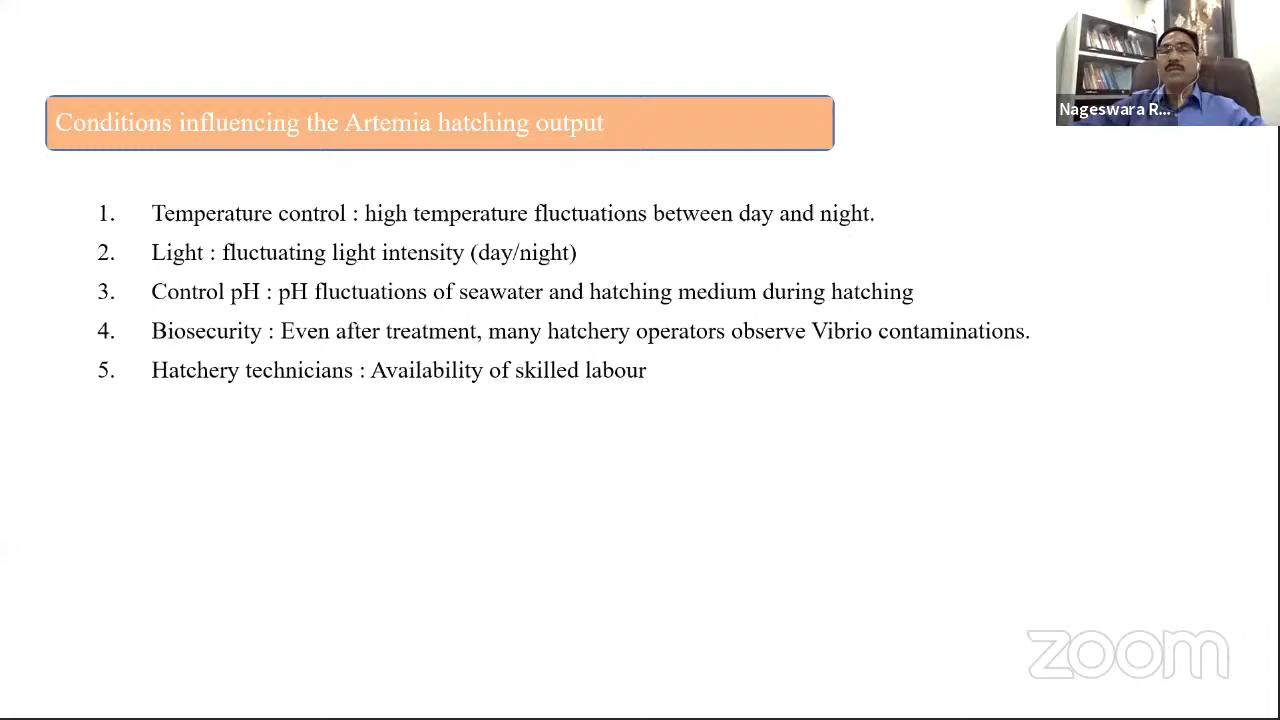 Conditions influencing the Artemia hatching output
Nageswara R...
1. Temperature control : high temperature fluctuations between day and night.
2. Light : fluctuating light intensity (day/night)
3. Control pH : pH fluctuations of seawater and hatching medium during hatching
4. Biosecurity : Even after treatment, many hatchery operators observe Vibrio contaminations.
5. Hatchery technicians : Availability of skilled labour
zoom